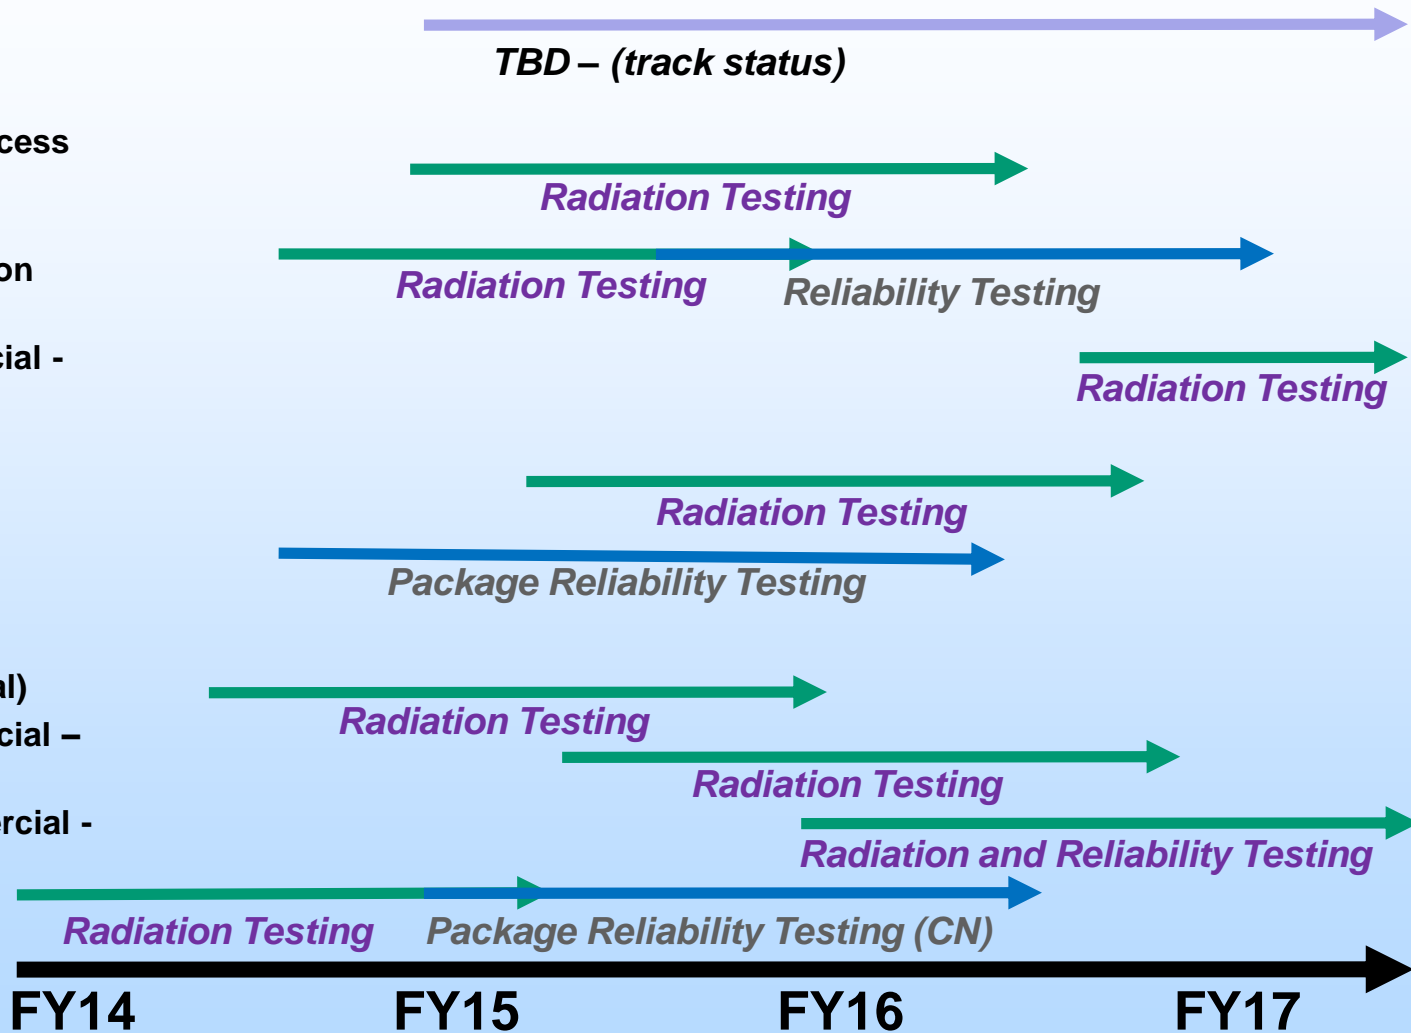 TBD – (track status)
cess
Radiation Testing
on
Radiation Testing
Reliability Testing
cial -
Radiation Testing
Radiation Testing
Package Reliability Testing
al)
Radiation Testing
cial –
Radiation Testing
ercial -
Radiation and Reliability Testing
Radiation Testing
Package Reliability Testing (CN)
FY14 FY15 FY16 FY17